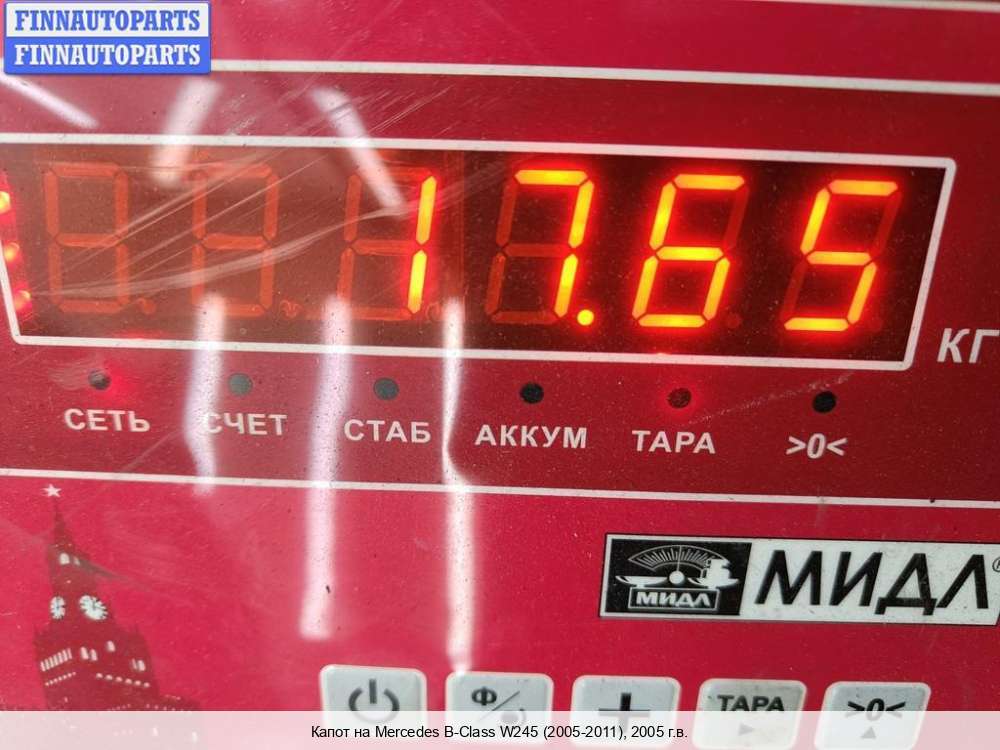 FINNAUTOPARTS
FINNAUTOPARTS
17.65
КГ
СЕТЬ СЧЕТ СТАБ АККУМ ТАРА >0<
МИДЛ МИДЛ®
Ф/
+
ТАРА
>0<
Капот на Mercedes B-Class W245 (2005-2011), 2005 г.в.